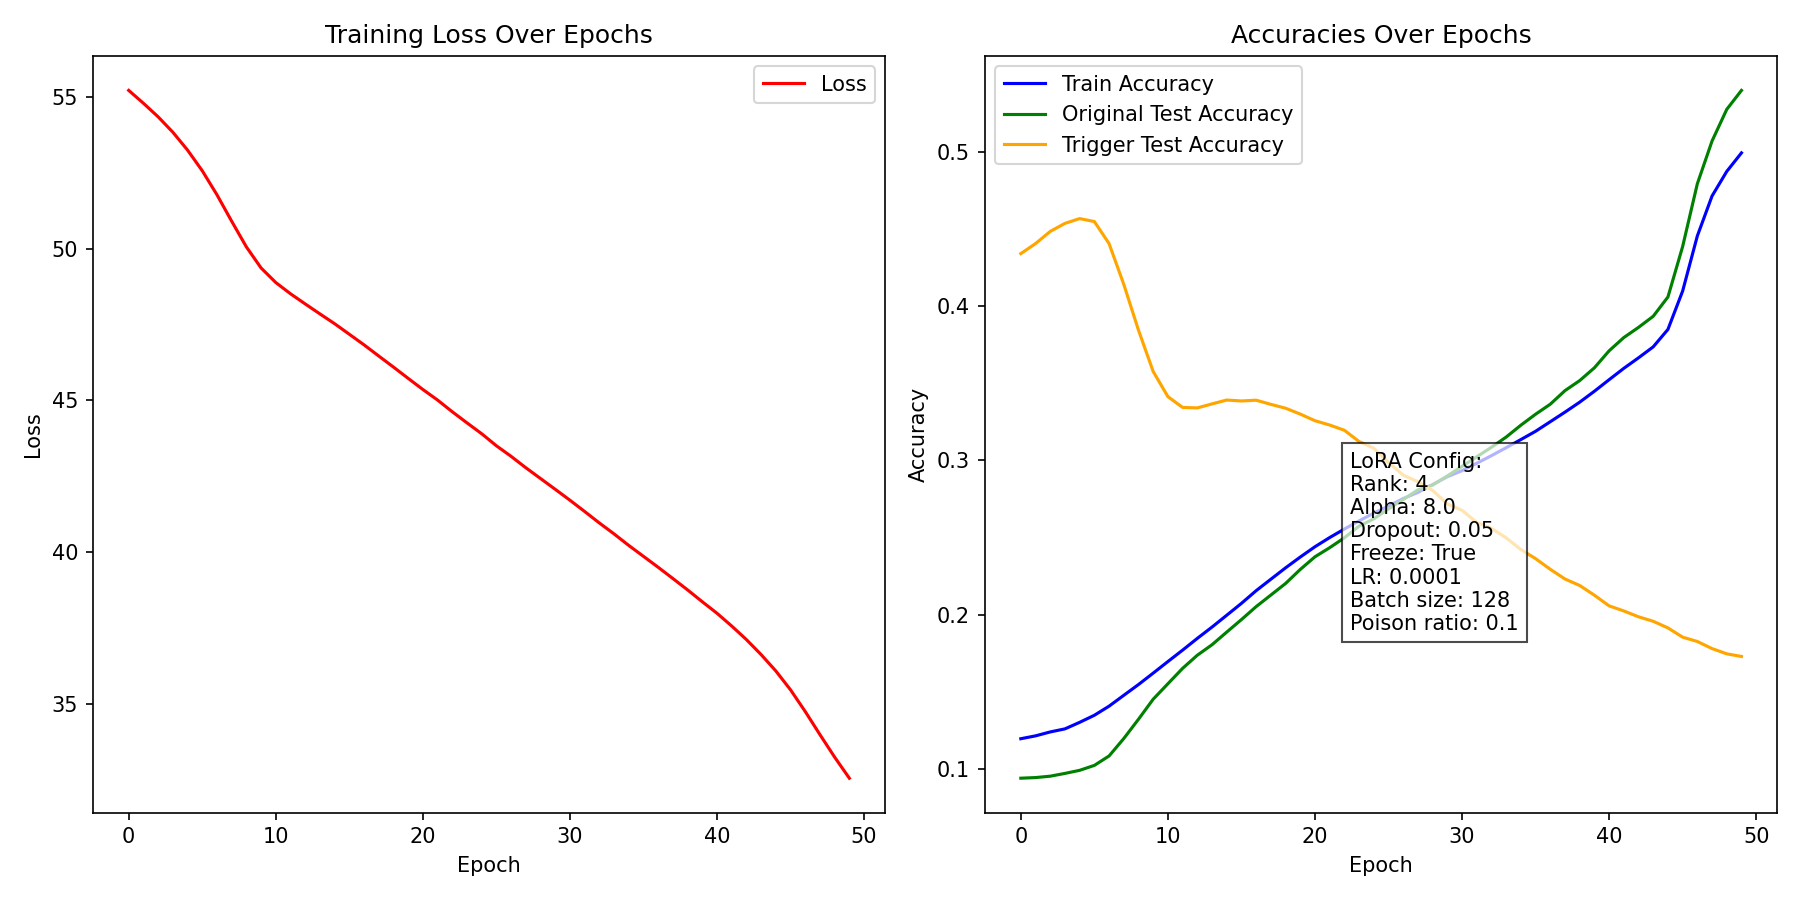 Training Loss Over Epochs
Loss
55
50
45
40
35
0 10 20 30 40 50
Epoch
Loss
Accuracies Over Epochs
Train Accuracy
Original Test Accuracy
Trigger Test Accuracy
0.5
0.4
0.3
0.2
0.1
LoRA Config:
Rank: 4
Alpha: 8.0
Dropout: 0.05
Freeze: True
LR: 0.0001
Batch size: 128
Poison ratio: 0.1
0 10 20 30 40 50
Epoch
Accuracy